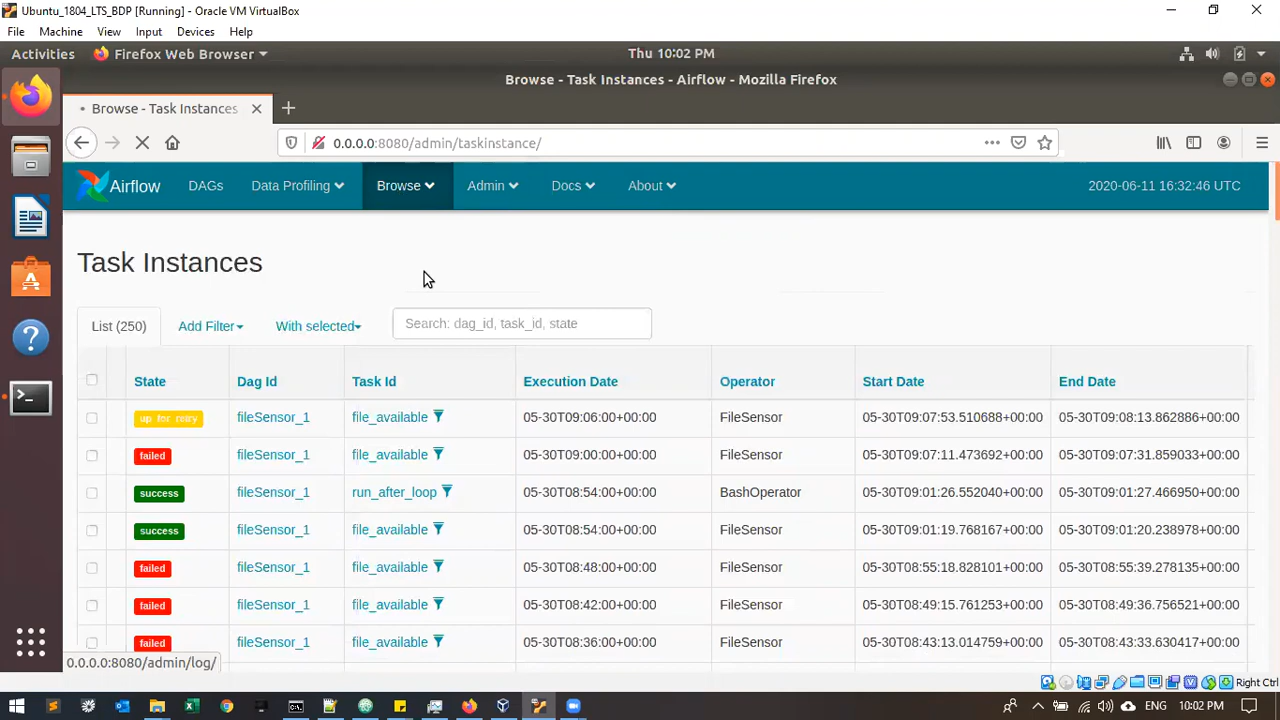 Ubuntu_1804_LTS_BDP [Running] - Oracle VM VirtualBox
File Machine View Input Devices Help
Activities Firefox Web Browser Thu 10:02 PM
Browse - Task Instances - Airflow - Mozilla Firefox
Browse - Task Instances
0.0.0.0:8080/admin/taskinstance/
Airflow DAGs Data Profiling Browse Admin Docs About 2020-06-11 16:32:46 UTC
Task Instances
List (250) Add Filter With selected Search: dag_id, task_id, state
State Dag Id Task Id Execution Date Operator Start Date End Date
up_for_retry fileSensor_1 file_available 05-30T09:06:00+00:00 FileSensor 05-30T09:07:53.510688+00:00 05-30T09:08:13.862886+00:00
failed fileSensor_1 file_available 05-30T09:00:00+00:00 FileSensor 05-30T09:07:11.473692+00:00 05-30T09:07:31.859033+00:00
success fileSensor_1 run_after_loop 05-30T08:54:00+00:00 BashOperator 05-30T09:01:26.552040+00:00 05-30T09:01:27.466950+00:00
success fileSensor_1 file_available 05-30T08:54:00+00:00 FileSensor 05-30T09:01:19.768167+00:00 05-30T09:01:20.238978+00:00
failed fileSensor_1 file_available 05-30T08:48:00+00:00 FileSensor 05-30T08:55:18.828101+00:00 05-30T08:55:39.278135+00:00
failed fileSensor_1 file_available 05-30T08:42:00+00:00 FileSensor 05-30T08:49:15.761253+00:00 05-30T08:49:36.756521+00:00
failed fileSensor_1 file_available 05-30T08:36:00+00:00 FileSensor 05-30T08:43:13.014759+00:00 05-30T08:43:33.630417+00:00
0.0.0.0:8080/admin/log/
Right Ctrl
10:02 PM